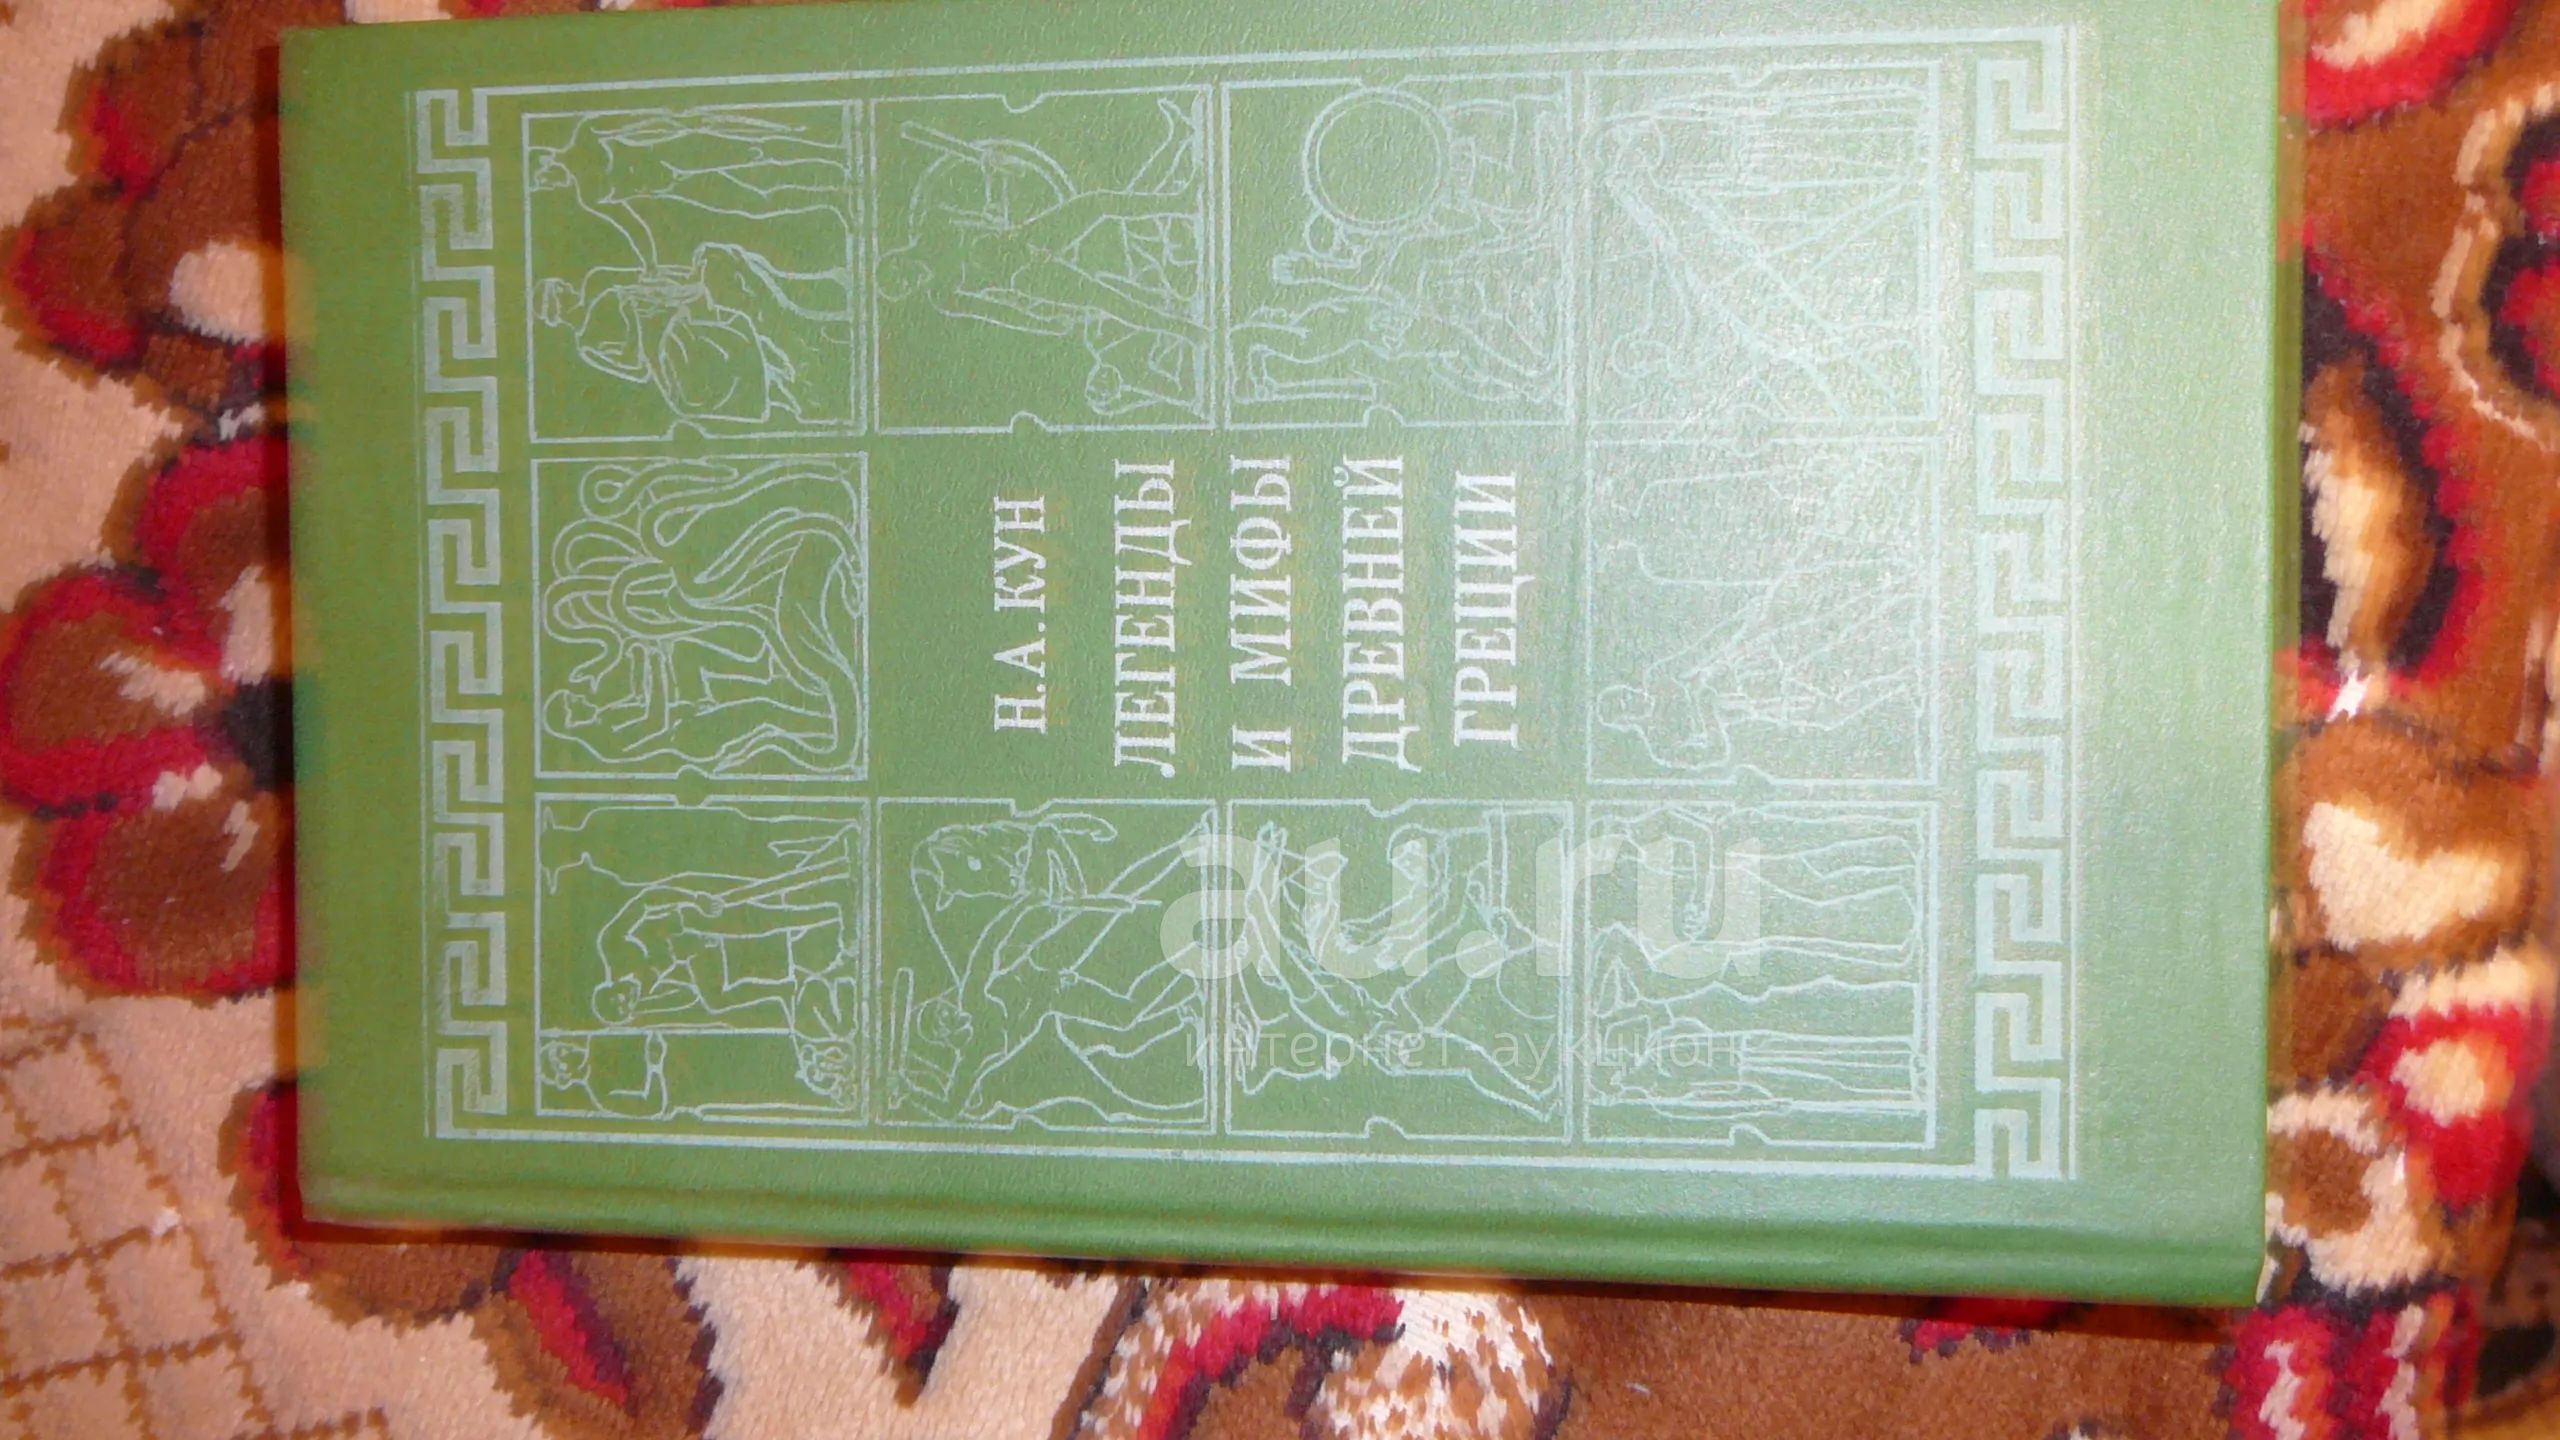 Н.А.КУН
ЛЕГЕНДЫ
И МИФЫ
ДРЕВНЕЙ
ГРЕЦИИ
au.ru
интернет аукцион